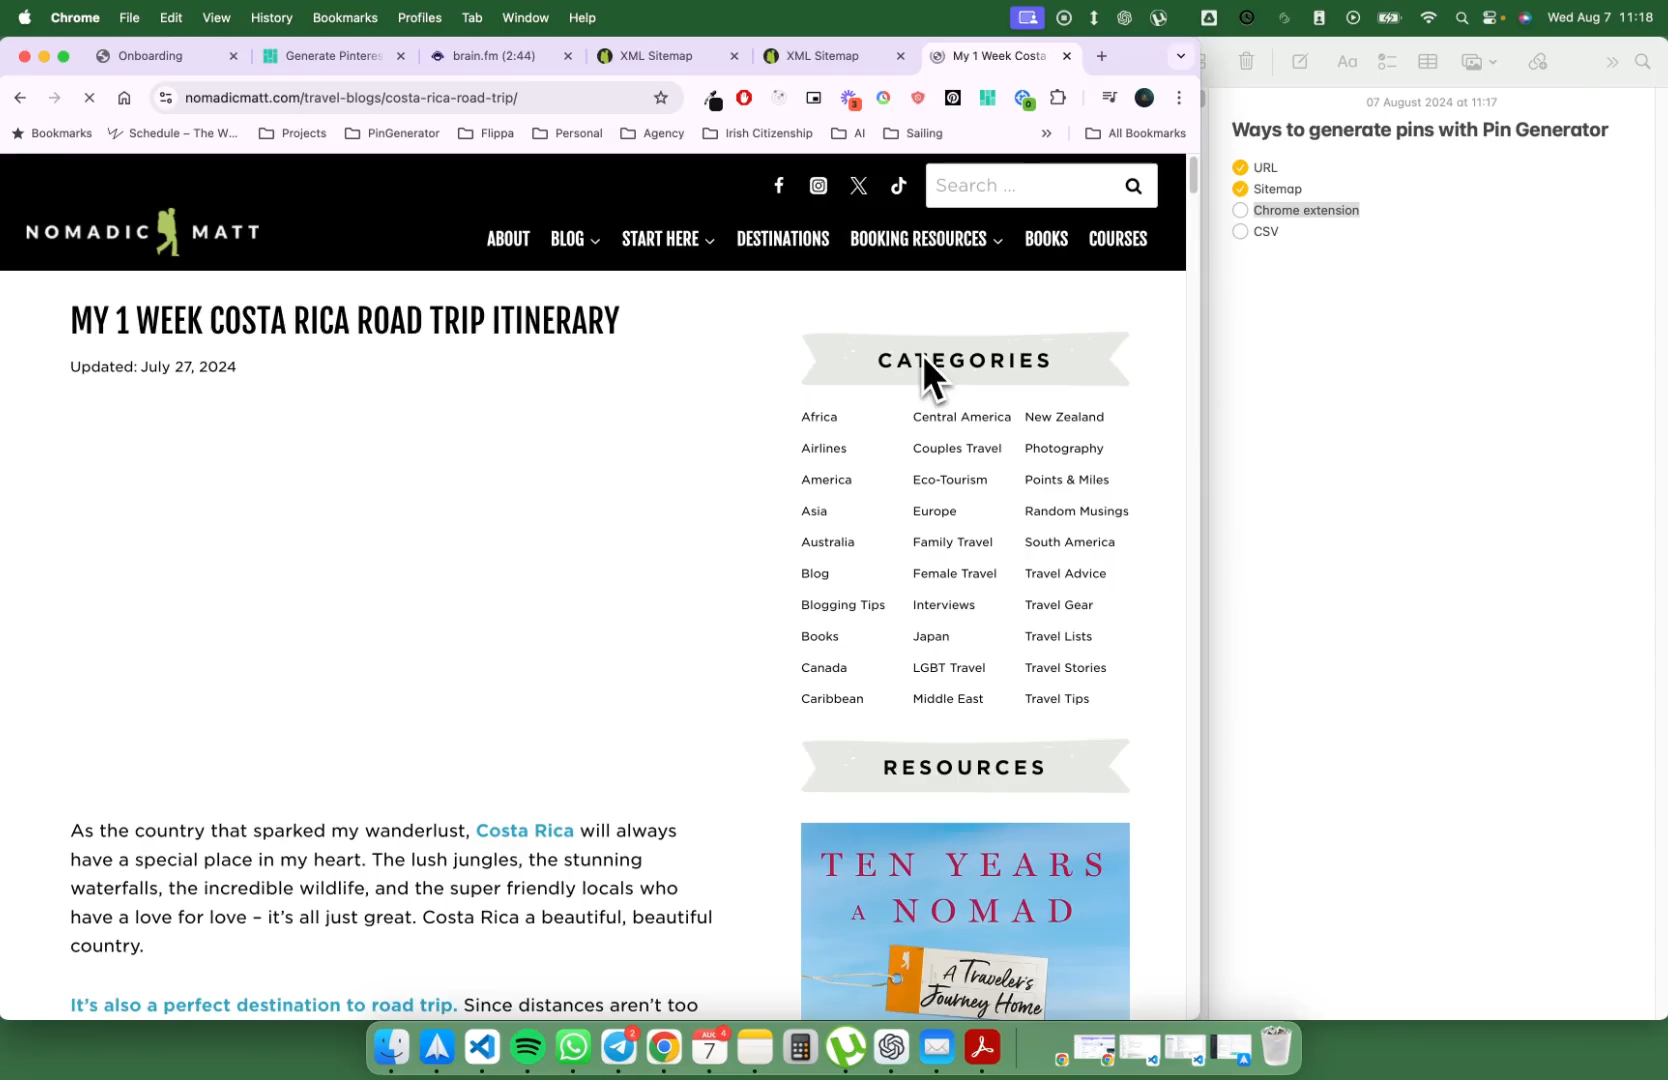 Chrome File Edit View History Bookmarks Profiles Tab Window Help Wed Aug 7 11:18
Onboarding Generate Pinteres brain.fm (2:44) XML Sitemap XML Sitemap My 1 Week Costa
nomadicmatt.com/travel-blogs/costa-rica-road-trip/
3
0
Bookmarks Schedule – The W... Projects PinGenerator Flippa Personal Agency Irish Citizenship AI Sailing » All Bookmarks
Search ...
NOMADIC MATT
ABOUT BLOG START HERE DESTINATIONS BOOKING RESOURCES BOOKS COURSES
MY 1 WEEK COSTA RICA ROAD TRIP ITINERARY
Updated: July 27, 2024
As the country that sparked my wanderlust, Costa Rica will always
have a special place in my heart. The lush jungles, the stunning
waterfalls, the incredible wildlife, and the super friendly locals who
have a love for love – it's all just great. Costa Rica a beautiful, beautiful
country.
It's also a perfect destination to road trip. Since distances aren't too
CATEGORIES
Africa Central America New Zealand
Airlines Couples Travel Photography
America Eco-Tourism Points & Miles
Asia Europe Random Musings
Australia Family Travel South America
Blog Female Travel Travel Advice
Blogging Tips Interviews Travel Gear
Books Japan Travel Lists
Canada LGBT Travel Travel Stories
Caribbean Middle East Travel Tips
RESOURCES
TEN YEARS
A NOMAD
A Traveler's
Journey Home
Aa
07 August 2024 at 11:17
Ways to generate pins with Pin Generator
URL
Sitemap
Chrome extension
CSV
2
AUG
7
4